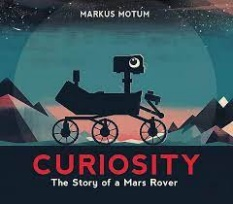 MARKUS MOTUM
CURIOSITY
The Story of a Mars Rover